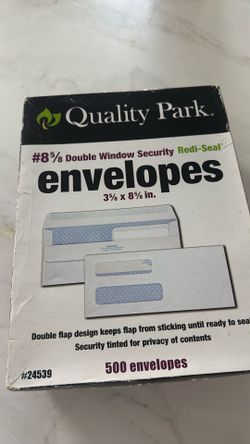 Quality Park.
#8⅝ Double Window Security Redi-Seal™
envelopes
3⅝ x 8⅝ in.
Double flap design keeps flap from sticking until ready to seal
Security tinted for privacy of contents
#24539
500 envelopes